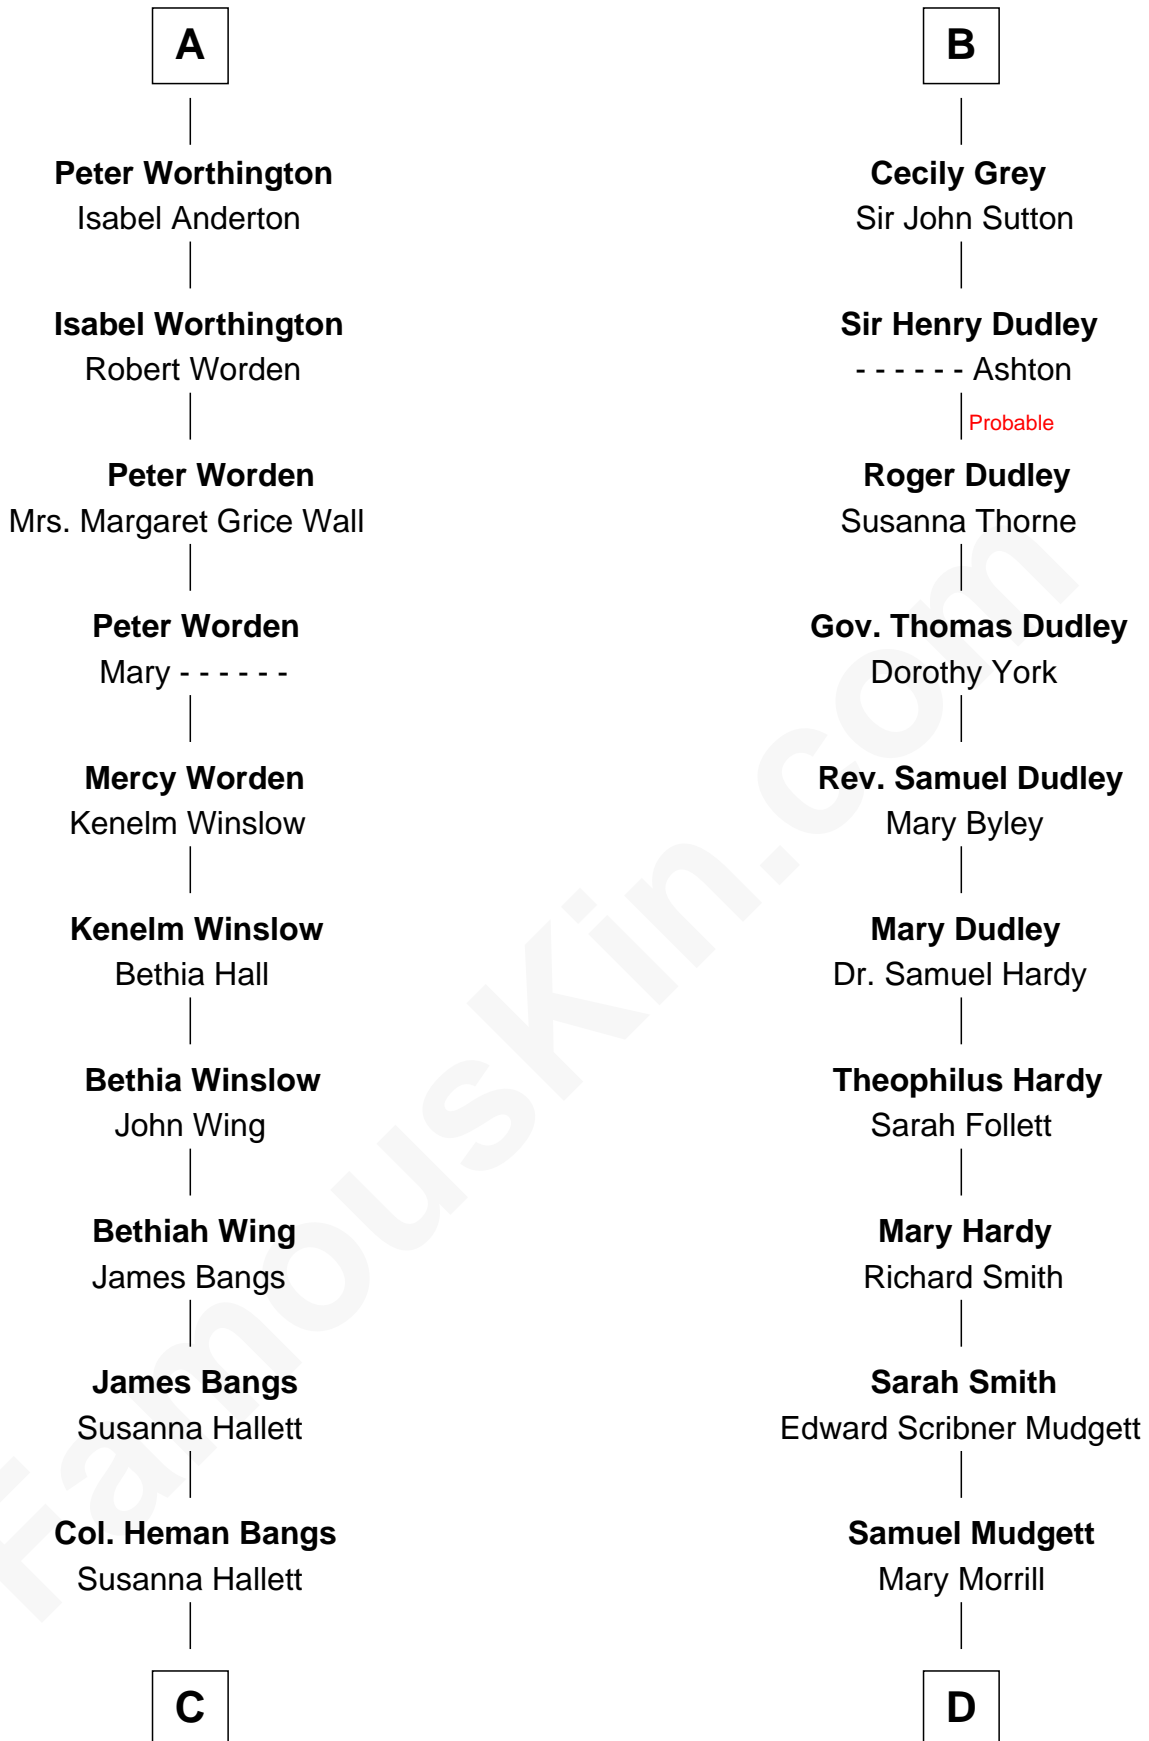 A
Peter Worthington
Isabel Anderton
Isabel Worthington
Robert Worden
Peter Worden
Mrs. Margaret Grice Wall
Peter Worden
Mary - - - - - -
Mercy Worden
Kenelm Winslow
Kenelm Winslow
Bethia Hall
Bethia Winslow
John Wing
Bethiah Wing
James Bangs
James Bangs
Susanna Hallett
Col. Heman Bangs
Susanna Hallett
C
B
Cecily Grey
Sir John Sutton
Sir Henry Dudley
- - - - - - Ashton
Probable
Roger Dudley
Susanna Thorne
Gov. Thomas Dudley
Dorothy York
Rev. Samuel Dudley
Mary Byley
Mary Dudley
Dr. Samuel Hardy
Theophilus Hardy
Sarah Follett
Mary Hardy
Richard Smith
Sarah Smith
Edward Scribner Mudgett
Samuel Mudgett
Mary Morrill
D
FamousKin.com